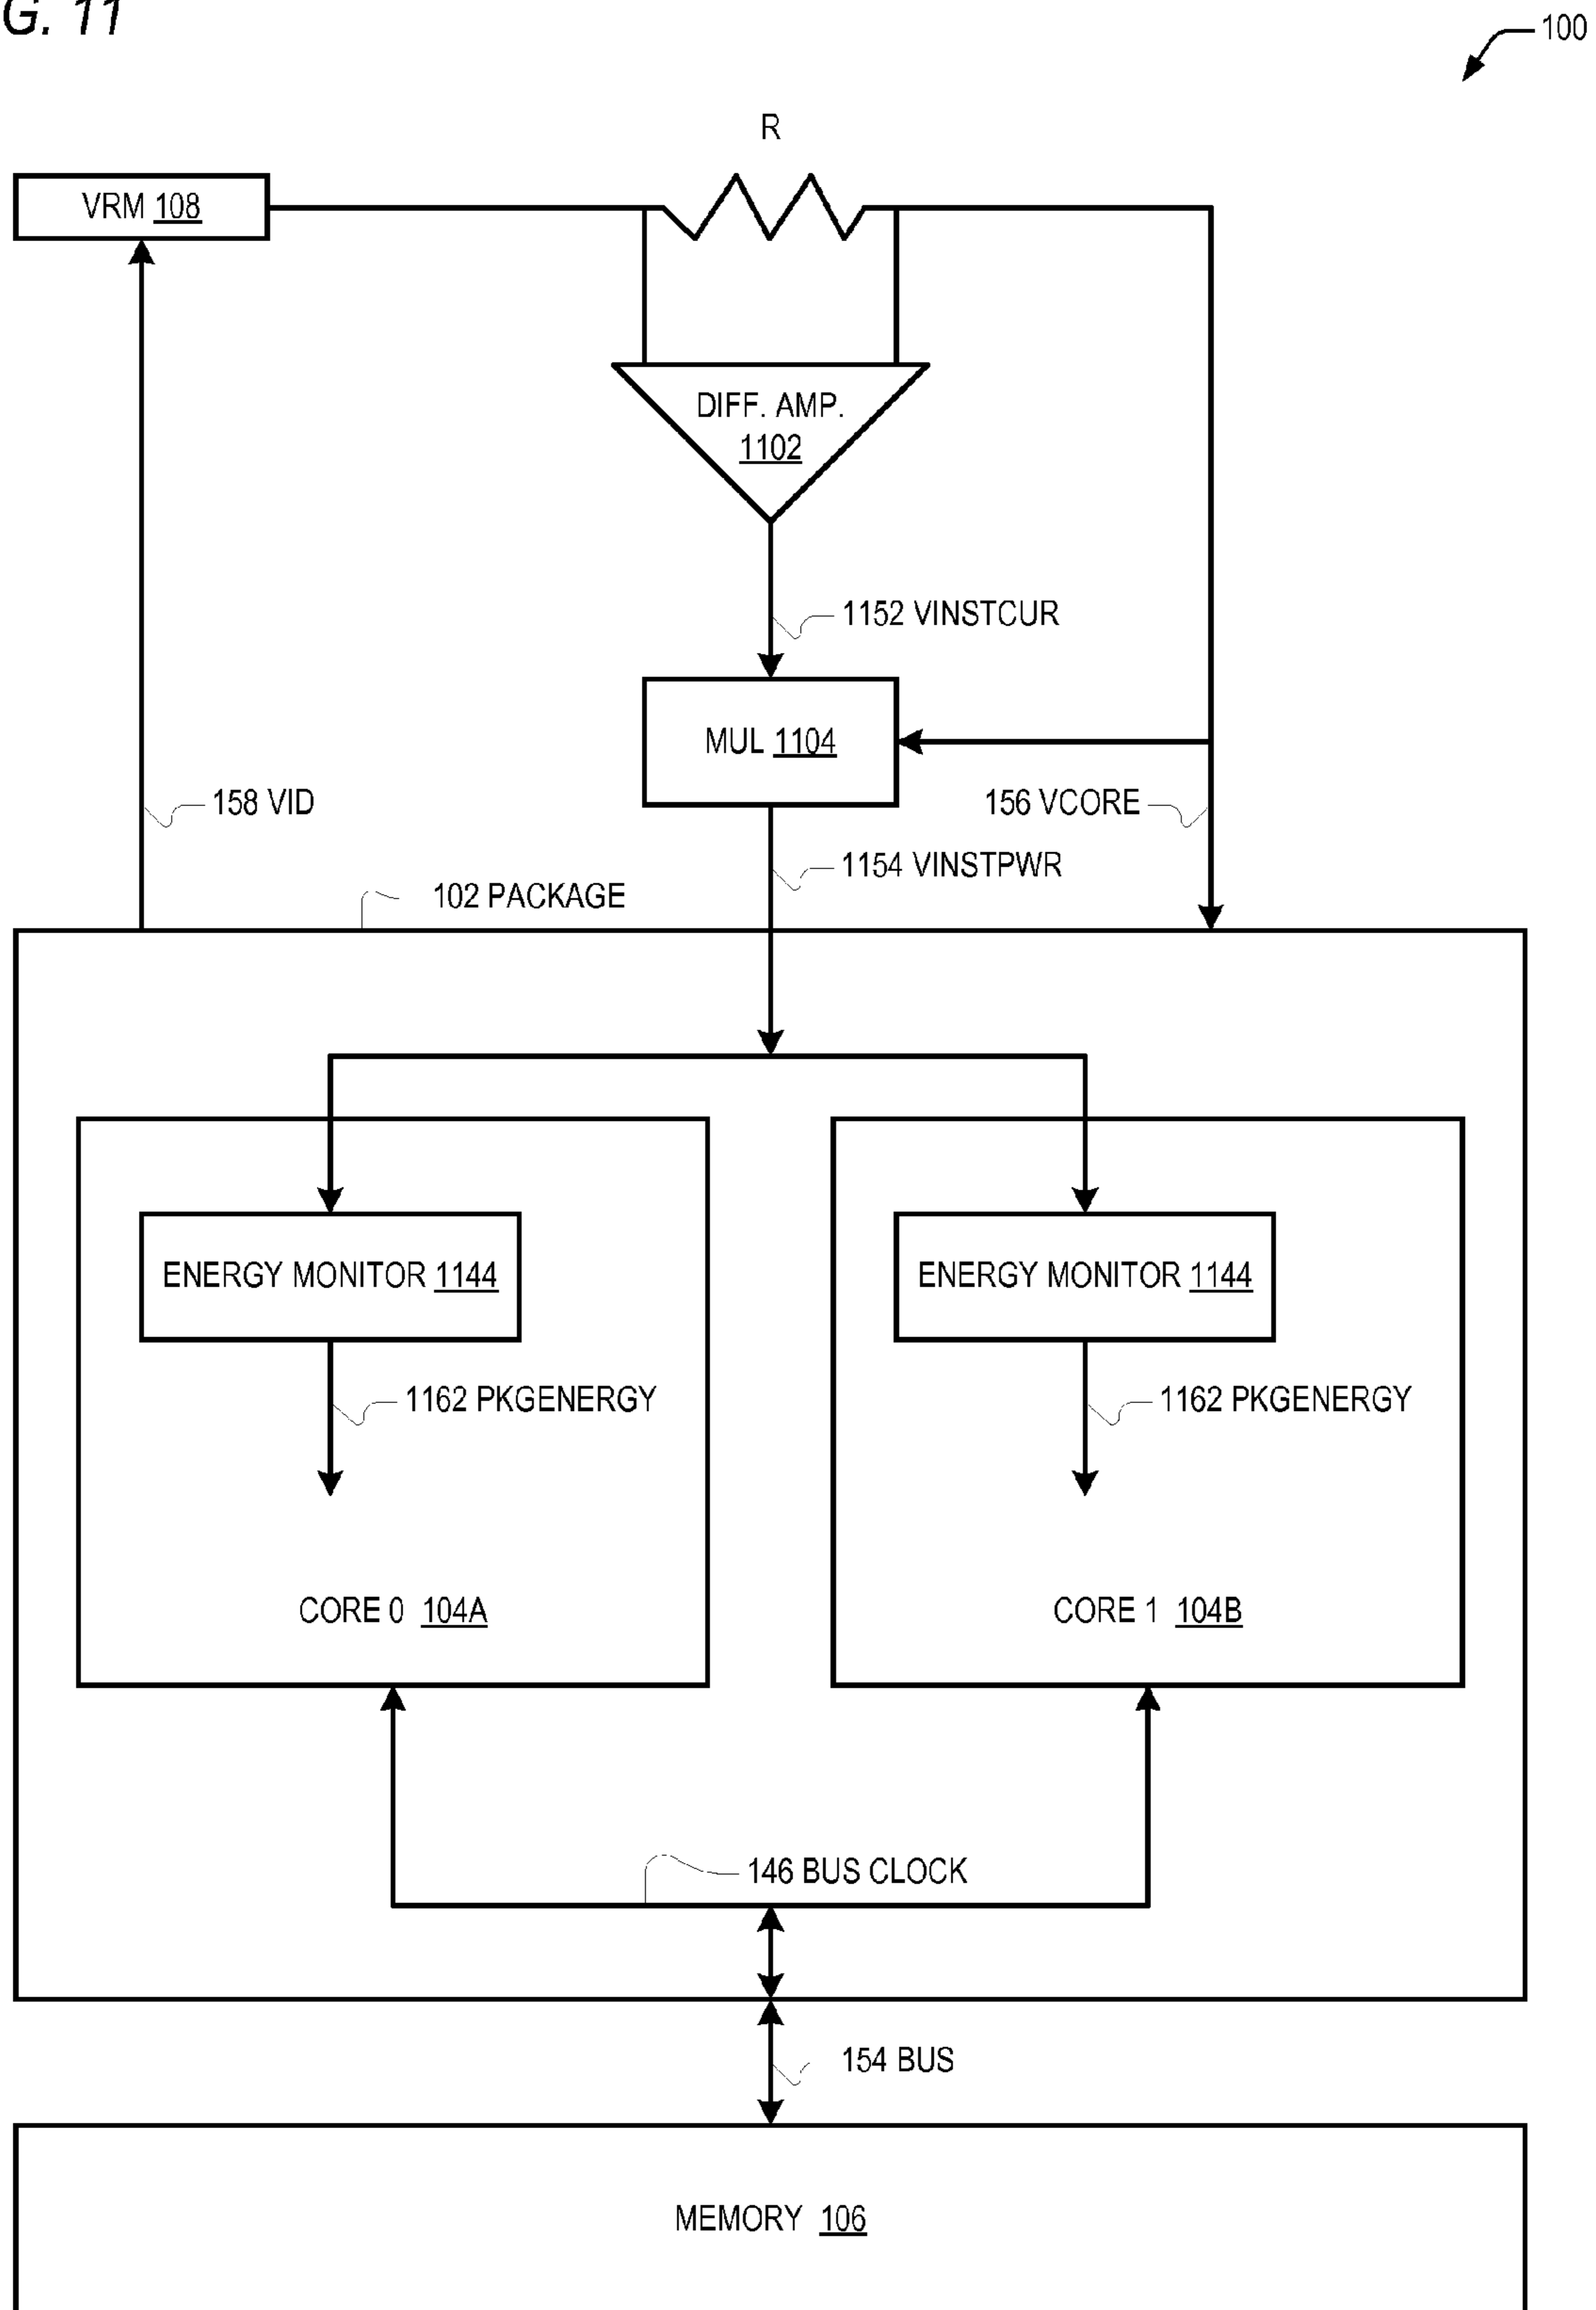 G. 11
100
R
VRM 108
DIFF. AMP.
1102
1152 VINSTCUR
MUL 1104
158 VID
156 VCORE
1154 VINSTPWR
102 PACKAGE
ENERGY MONITOR 1144
ENERGY MONITOR 1144
1162 PKGENERGY
1162 PKGENERGY
CORE 0 104A
CORE 1 104B
146 BUS CLOCK
154 BUS
MEMORY 106